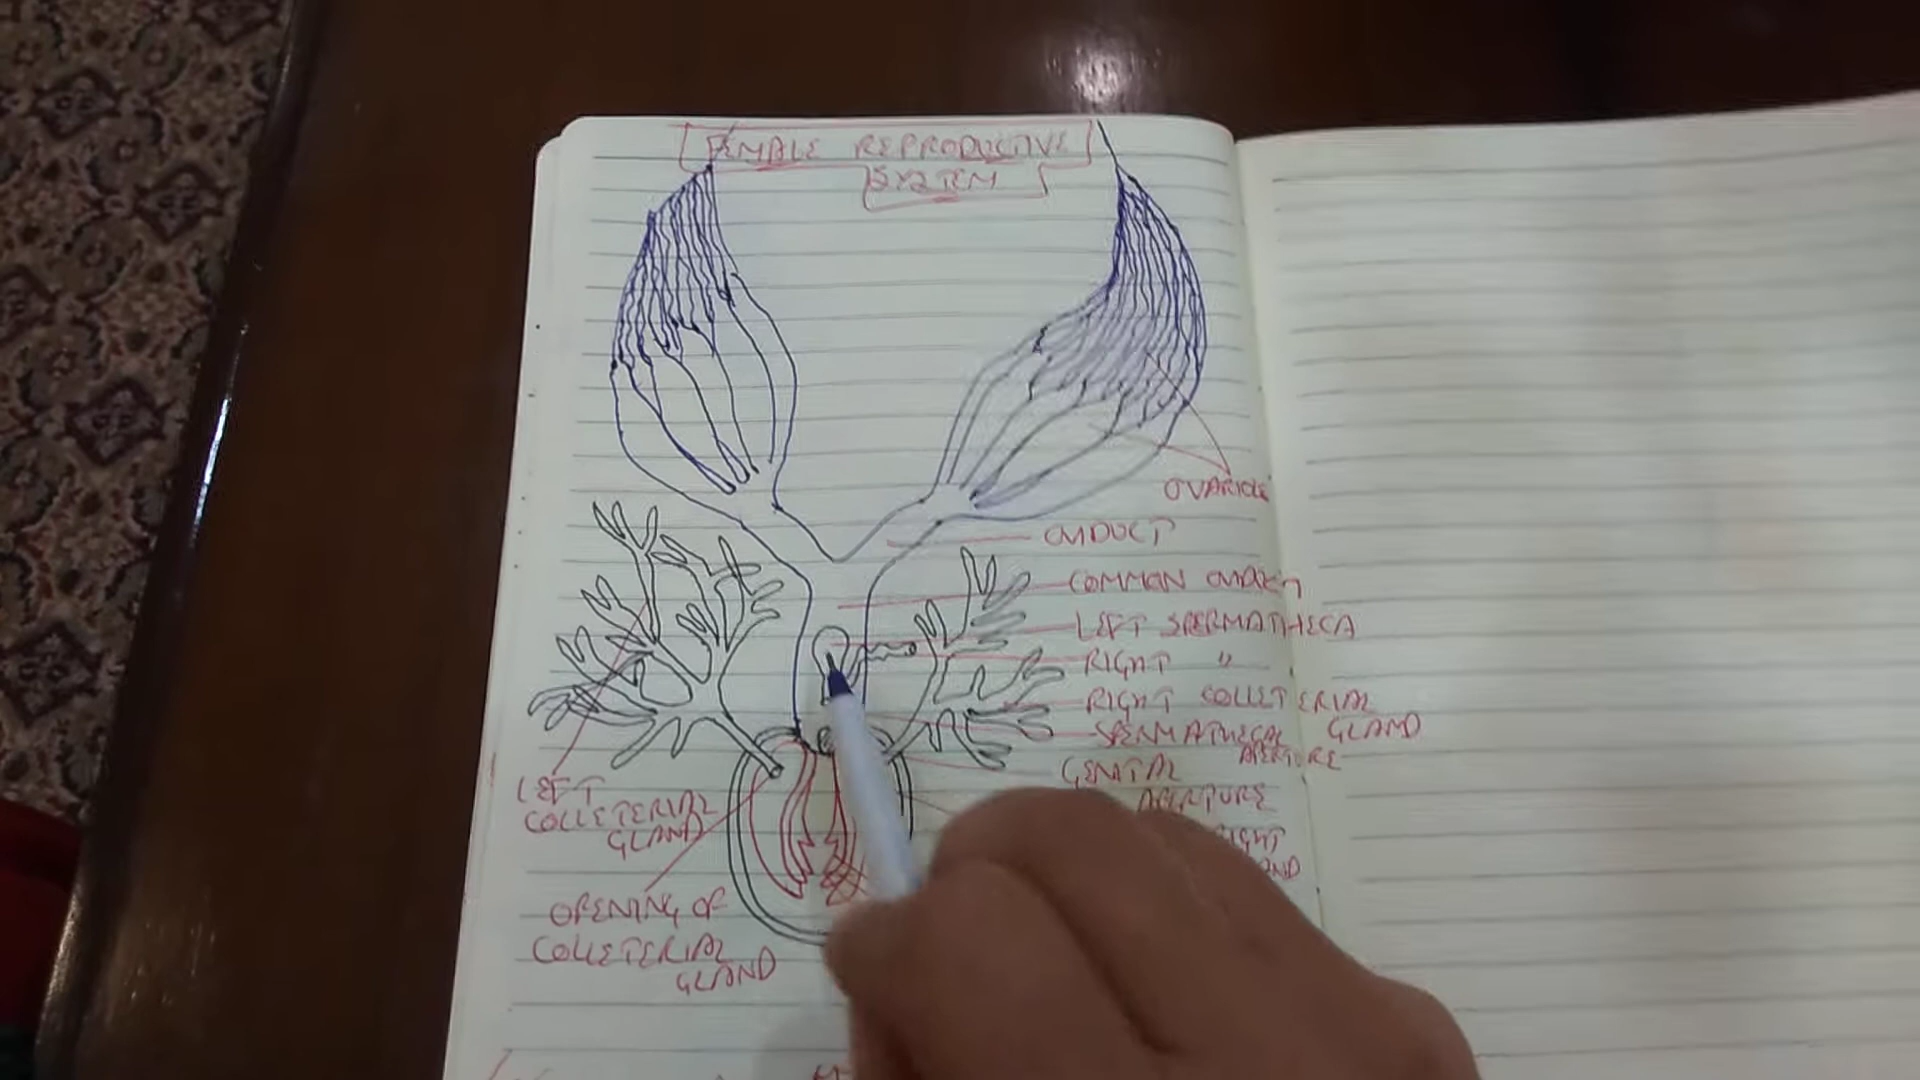 FEMALE REPRODUCTIVE
SYSTEM
OVARIOLE
OVIDUCT
COMMON OVIDUCT
LEFT SPERMATHECA
RIGHT "
RIGHT COLLETERIAL
GLAND
SPERMATHECAL
APERTURE
GENITAL
APERTURE
LEFT
COLLETERIAL
GLAND
OPENING OF
COLLETERIAL
GLAND